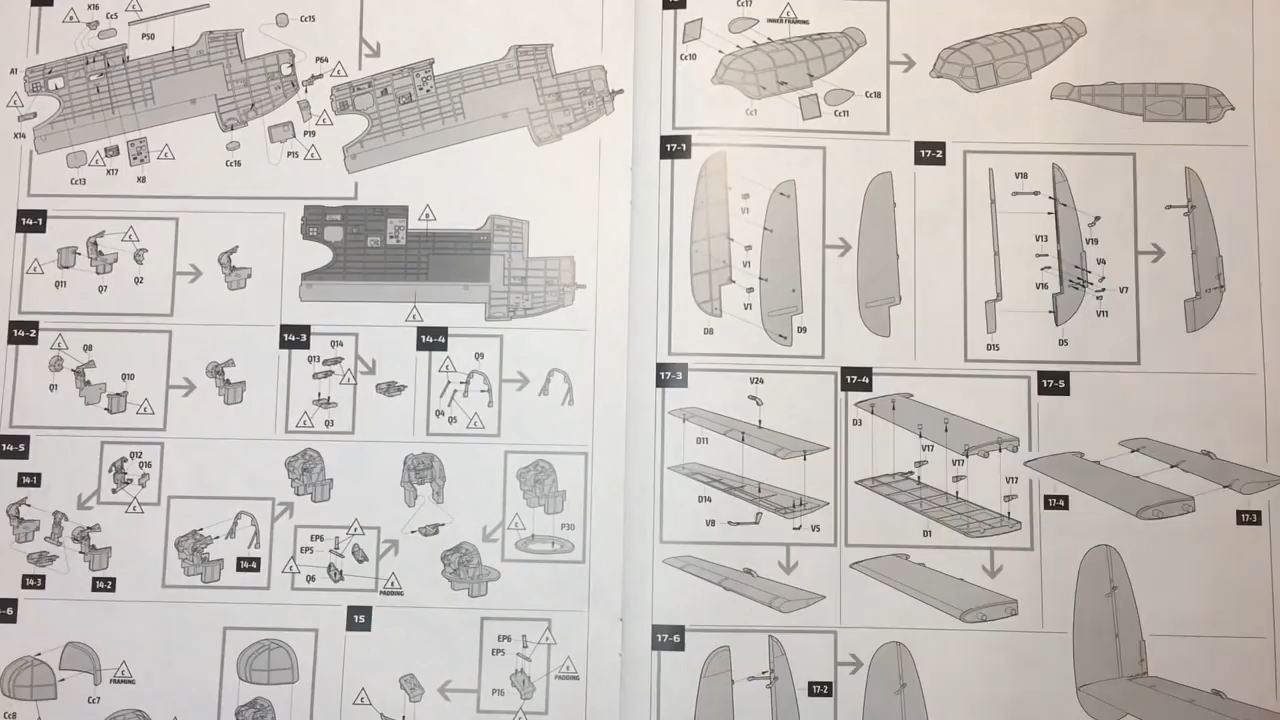 X16
C
Cc5
D
P50
Cc15
A1
P64
C
C
X14
P19
C
P15
C
Cc16
C
X17
X8
C
Cc13
14-1
C
C
Q11
Q7
Q2
D
C
14-2
C
Q8
Q1
Q10
C
14-3
Q14
Q13
F
C
Q3
14-4
Q9
C
Q4
Q5
C
14-5
Q12
Q16
C
14-1
14-3
14-2
14-4
EP6
F
EP5
C
Q6
E
PADDING
C
P30
-6
C
FRAMING
Cc7
Cc8
15
EP6
F
EP5
E
PADDING
P16
C
Cc17
C
INNER FRAMING
Cc10
Cc18
Cc1
Cc11
17-1
V1
V1
V1
D8
D9
17-2
V18
V19
V13
V4
V16
V7
V11
D15
D5
17-3
V24
D11
D14
V8
V5
17-4
D3
V17
V17
V17
D1
17-5
17-4
17-3
17-6
17-2